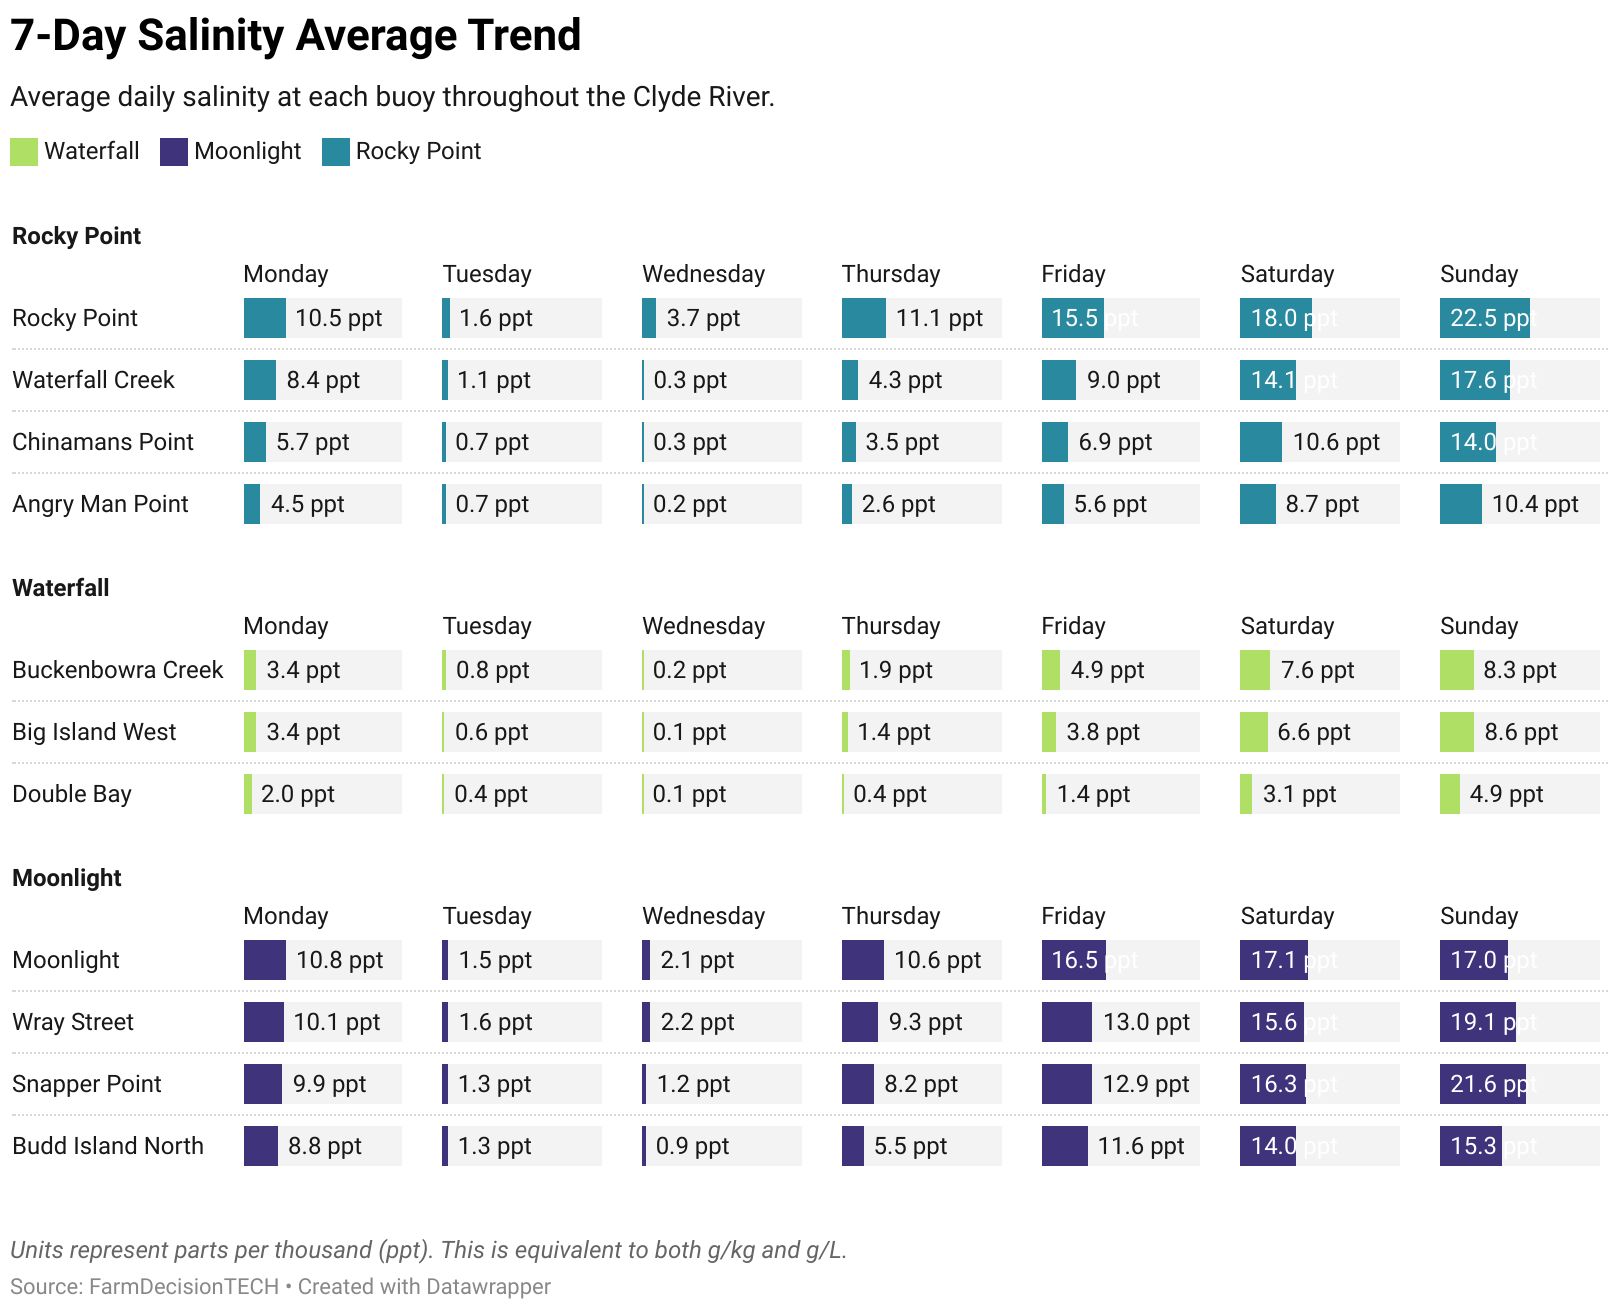 7-Day Salinity Average Trend
Average daily salinity at each buoy throughout the Clyde River.
Waterfall Moonlight Rocky Point
Rocky Point
Monday Tuesday Wednesday Thursday Friday Saturday Sunday
Rocky Point 10.5 ppt 1.6 ppt 3.7 ppt 11.1 ppt 15.5 ppt 18.0 ppt 22.5 ppt
Waterfall Creek 8.4 ppt 1.1 ppt 0.3 ppt 4.3 ppt 9.0 ppt 14.1 ppt 17.6 ppt
Chinamans Point 5.7 ppt 0.7 ppt 0.3 ppt 3.5 ppt 6.9 ppt 10.6 ppt 14.0 ppt
Angry Man Point 4.5 ppt 0.7 ppt 0.2 ppt 2.6 ppt 5.6 ppt 8.7 ppt 10.4 ppt
Waterfall
Monday Tuesday Wednesday Thursday Friday Saturday Sunday
Buckenbowra Creek 3.4 ppt 0.8 ppt 0.2 ppt 1.9 ppt 4.9 ppt 7.6 ppt 8.3 ppt
Big Island West 3.4 ppt 0.6 ppt 0.1 ppt 1.4 ppt 3.8 ppt 6.6 ppt 8.6 ppt
Double Bay 2.0 ppt 0.4 ppt 0.1 ppt 0.4 ppt 1.4 ppt 3.1 ppt 4.9 ppt
Moonlight
Monday Tuesday Wednesday Thursday Friday Saturday Sunday
Moonlight 10.8 ppt 1.5 ppt 2.1 ppt 10.6 ppt 16.5 ppt 17.1 ppt 17.0 ppt
Wray Street 10.1 ppt 1.6 ppt 2.2 ppt 9.3 ppt 13.0 ppt 15.6 ppt 19.1 ppt
Snapper Point 9.9 ppt 1.3 ppt 1.2 ppt 8.2 ppt 12.9 ppt 16.3 ppt 21.6 ppt
Budd Island North 8.8 ppt 1.3 ppt 0.9 ppt 5.5 ppt 11.6 ppt 14.0 ppt 15.3 ppt
Units represent parts per thousand (ppt). This is equivalent to both g/kg and g/L.
Source: FarmDecisionTECH • Created with Datawrapper